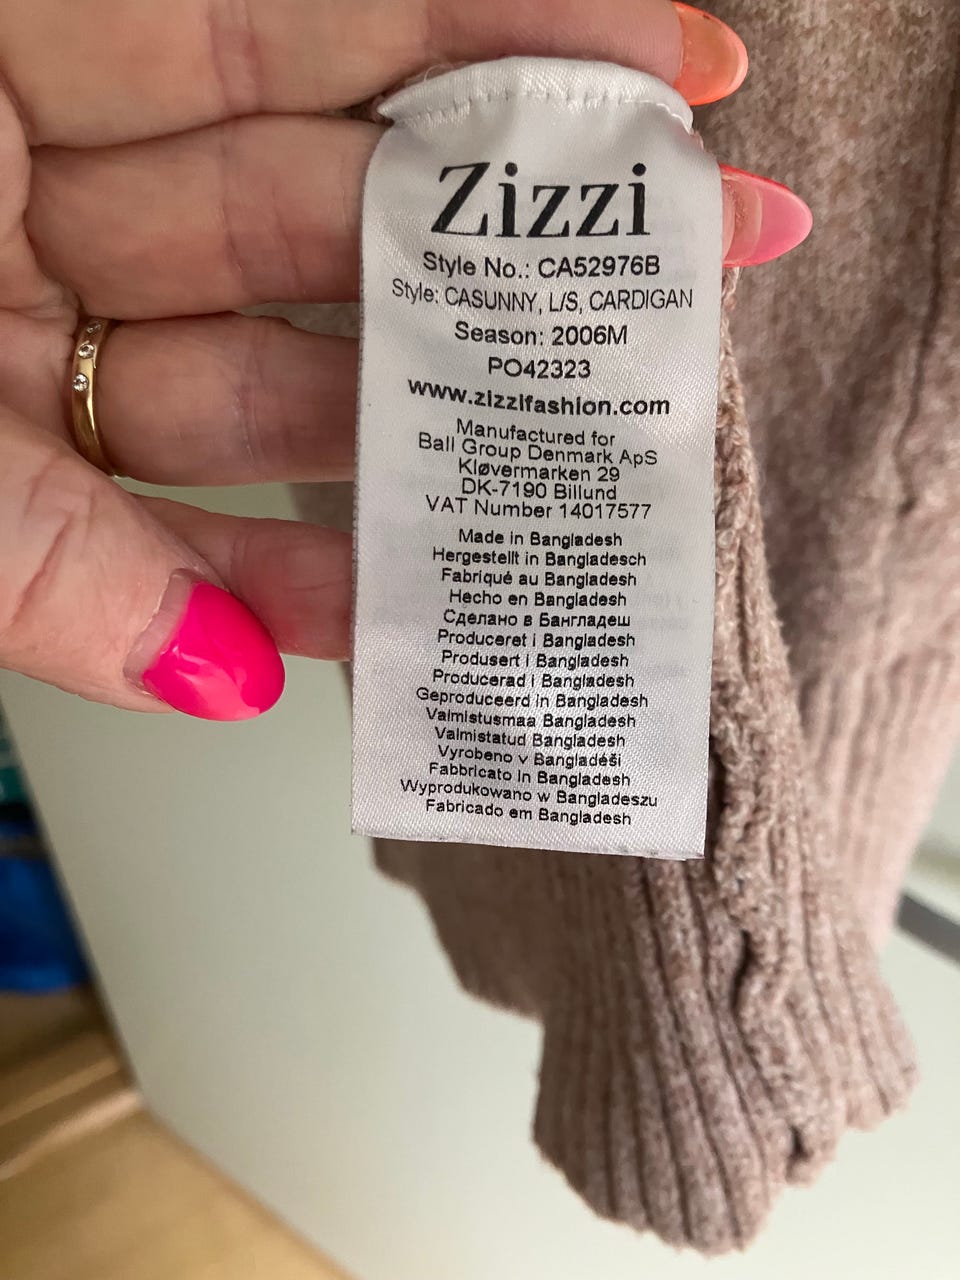 Zizzi
Style No.: CA52976B
Style: CASUNNY, L/S, CARDIGAN
Season: 2006M
PO42323
www.zizzifashion.com
Manufactured for
Ball Group Denmark ApS
Kløvermarken 29
DK-7190 Billund
VAT Number 14017577
Made in Bangladesh
Hergestellt in Bangladesch
Fabriqué au Bangladesh
Hecho en Bangladesh
Сделано в Бангладеш
Produceret i Bangladesh
Produsert i Bangladesh
Producerad i Bangladesh
Geproduceerd in Bangladesh
Valmistusmaa Bangladesh
Valmistatud Bangladesh
Vyrobeno v Bangladéši
Fabbricato in Bangladesh
Wyprodukowano w Bangladeszu
Fabricado em Bangladesh